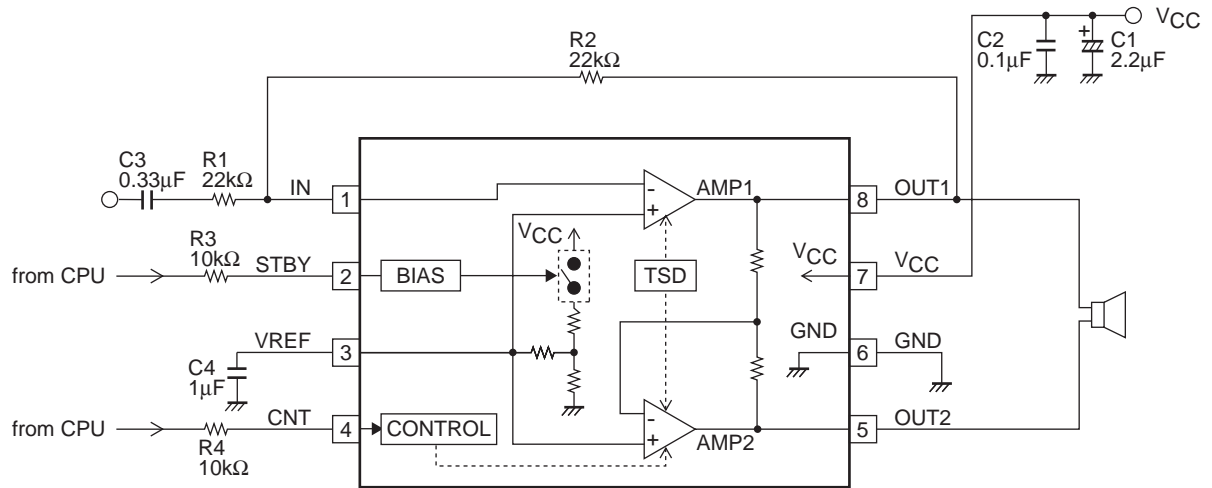 VCC
R2
22kΩ
C2
0.1μF
+
C1
2.2μF
C3
0.33μF
R1
22kΩ
IN
1
-
+
AMP1
8
OUT1
VCC
R3
10kΩ
from CPU
STBY
2
BIAS
TSD
VCC
7
VCC
VREF
3
GND
6
GND
C4
1μF
from CPU
CNT
4
CONTROL
-
+
AMP2
5
OUT2
R4
10kΩ